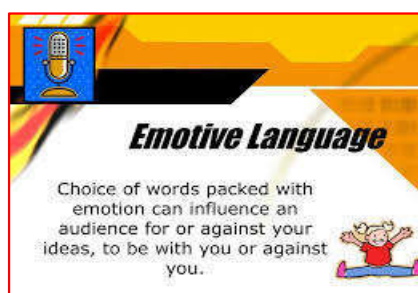 Emotive Language
Choice of words packed with
emotion can influence an
audience for or against your
ideas, to be with you or against
you.